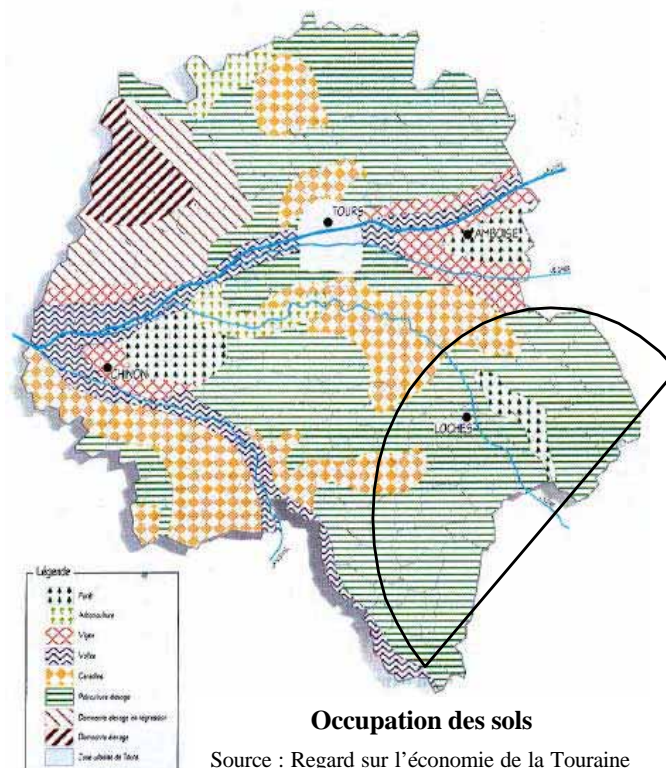 TOURS
AMBOISE
CHINON
LOCHES
Légende
Forêt
Arboriculture
Vignes
Vallée
Céréales
Polyculture élevage
Dominante élevage en régression
Dominante élevage
Zone urbaine de Tours
Occupation des sols
Source : Regard sur l’économie de la Touraine